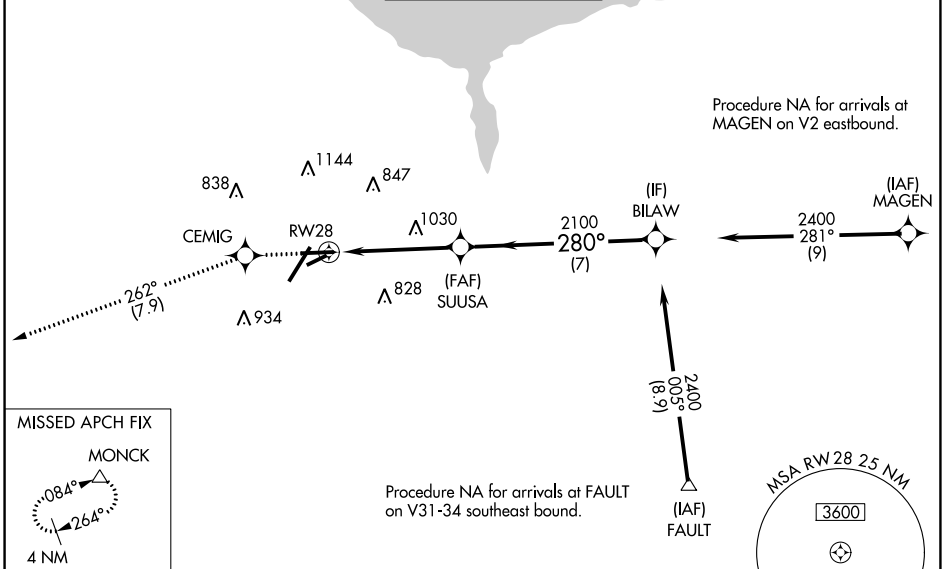 Procedure NA for arrivals at
MAGEN on V2 eastbound.
1144
847
838
1030
CEMIG
RW28
(IF)
BILAW
(IAF)
MAGEN
2100
280°
(7)
2400
281°
(9)
(FAF)
SUUSA
828
934
262°
(7.9)
2400
005°
(8.9)
MISSED APCH FIX
MONCK
084°
264°
4 NM
Procedure NA for arrivals at FAULT
on V31-34 southeast bound.
(IAF)
FAULT
MSA RW 28 25 NM
3600